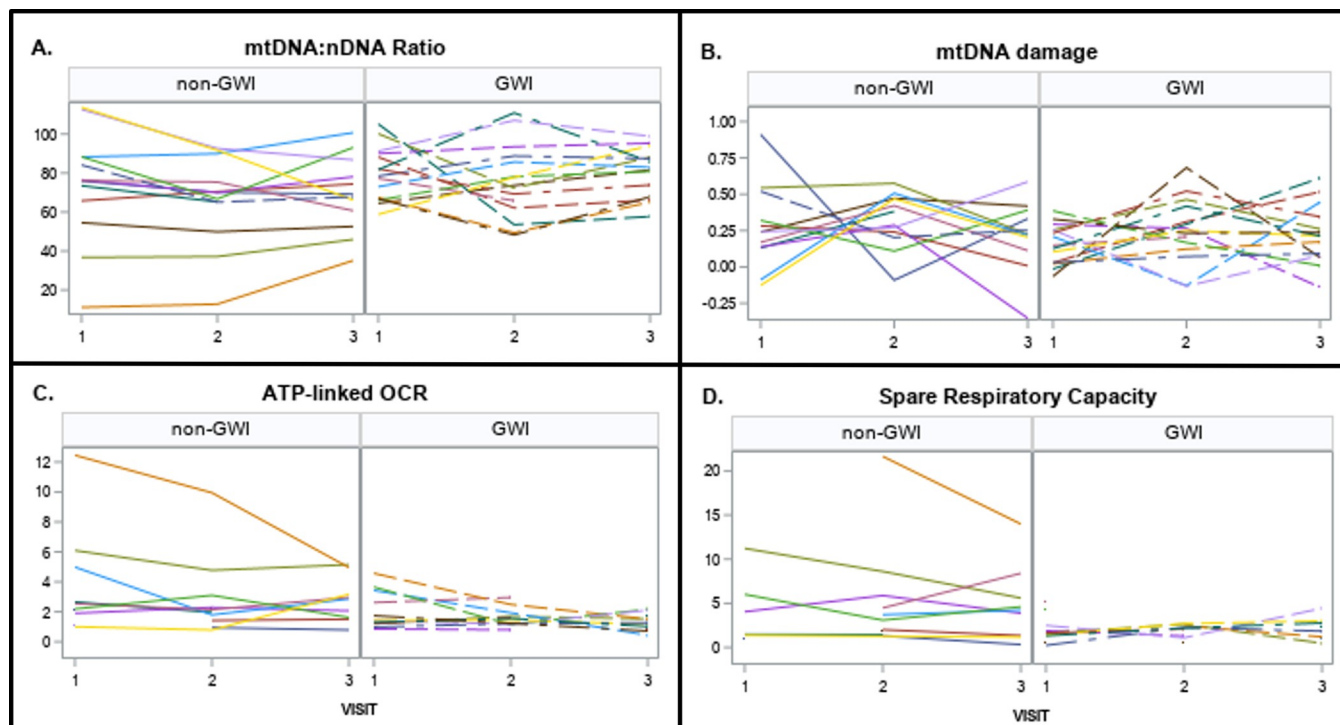 A. mtDNA:nDNA Ratio
non-GWI GWI
100
80
60
40
20
1 2 3 1 2 3
B. mtDNA damage
non-GWI GWI
1.00
0.75
0.50
0.25
0.00
-0.25
1 2 3 1 2 3
C. ATP-linked OCR
non-GWI GWI
12
10
8
6
4
2
0
1 2 3 1 2 3
VISIT
D. Spare Respiratory Capacity
non-GWI GWI
20
15
10
5
0
1 2 3 1 2 3
VISIT